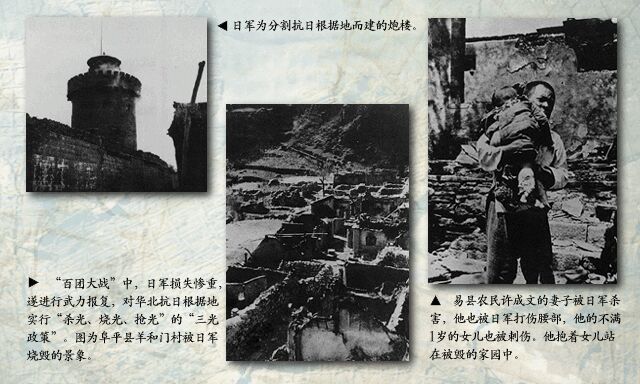 ◀ 日军为分割抗日根据地而建的炮楼。
▶ “百团大战”中，日军损失惨重，
遂进行武力报复，对华北抗日根据地
实行“杀光、烧光、抢光”的“三光
政策”。图为阜平县羊和门村被日军
烧毁的景象。
▲ 易县农民许成文的妻子被日军杀
害，他也被日军打伤腰部，他的不满
1岁的女儿也被刺伤。他抱着女儿站
在被毁的家园中。